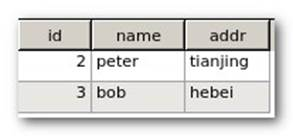 id name addr
2 peter tianjing
3 bob hebei